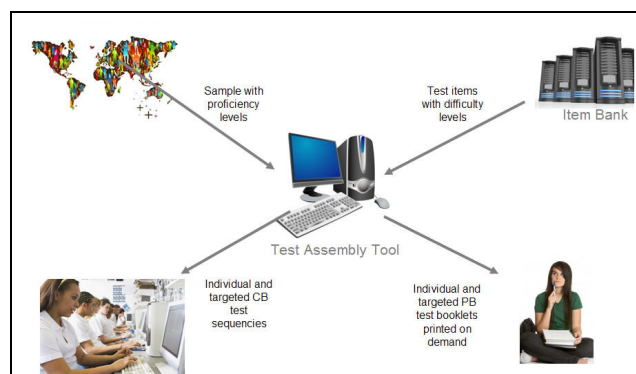 Sample with
proficiency
levels
Test items
with difficulty
levels
Item Bank
Test Assembly Tool
Individual and
targeted CB
test
sequencies
Individual and
targeted PB
test booklets
printed on
demand